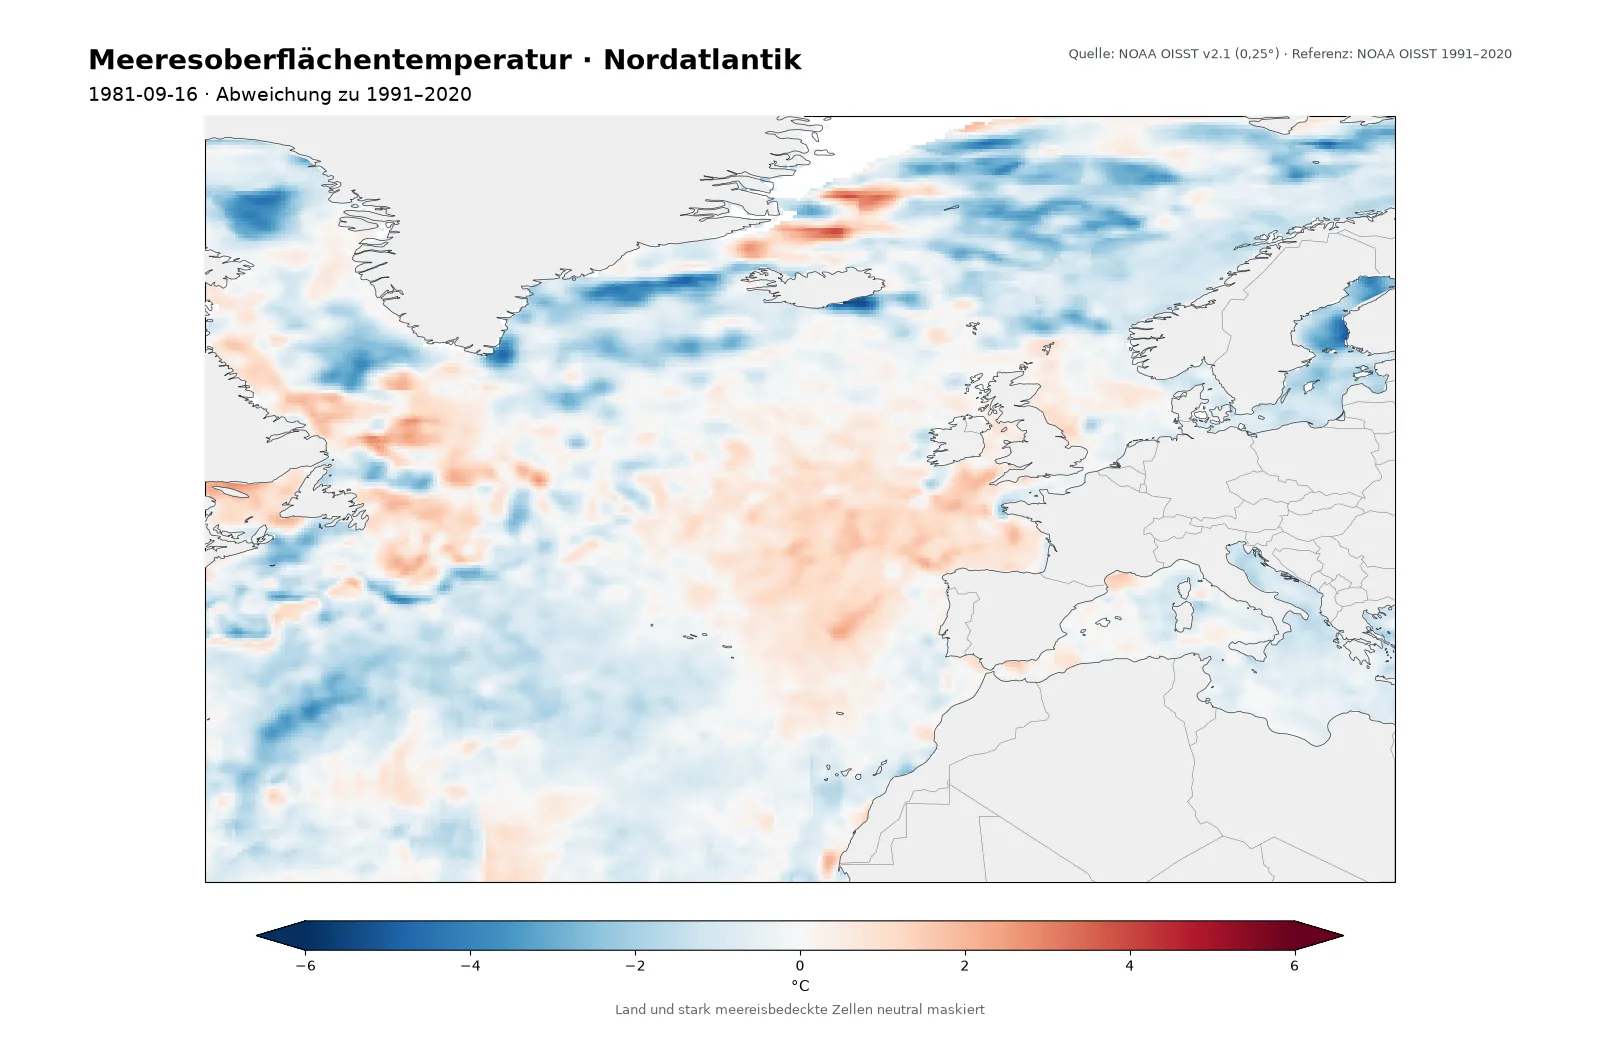 Meeresoberflächentemperatur · Nordatlantik
Quelle: NOAA OISST v2.1 (0,25°) · Referenz: NOAA OISST 1991–2020
1981-09-16 · Abweichung zu 1991–2020
−6 −4 −2 0 2 4 6
°C
Land und stark meereisbedeckte Zellen neutral maskiert